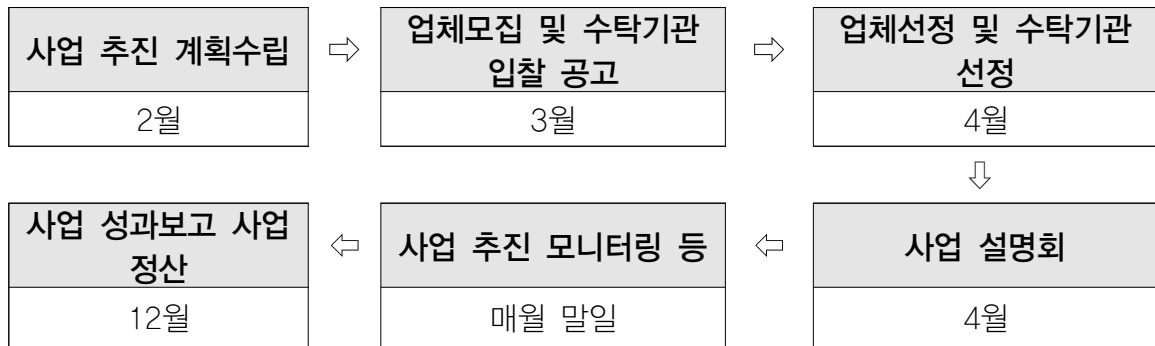 사업 추진 계획수립
2월
⇨
업체모집 및 수탁기관
입찰 공고
3월
⇨
업체선정 및 수탁기관
선정
4월
⇩
사업 설명회
4월
⇦
사업 추진 모니터링 등
매월 말일
⇦
사업 성과보고 사업
정산
12월